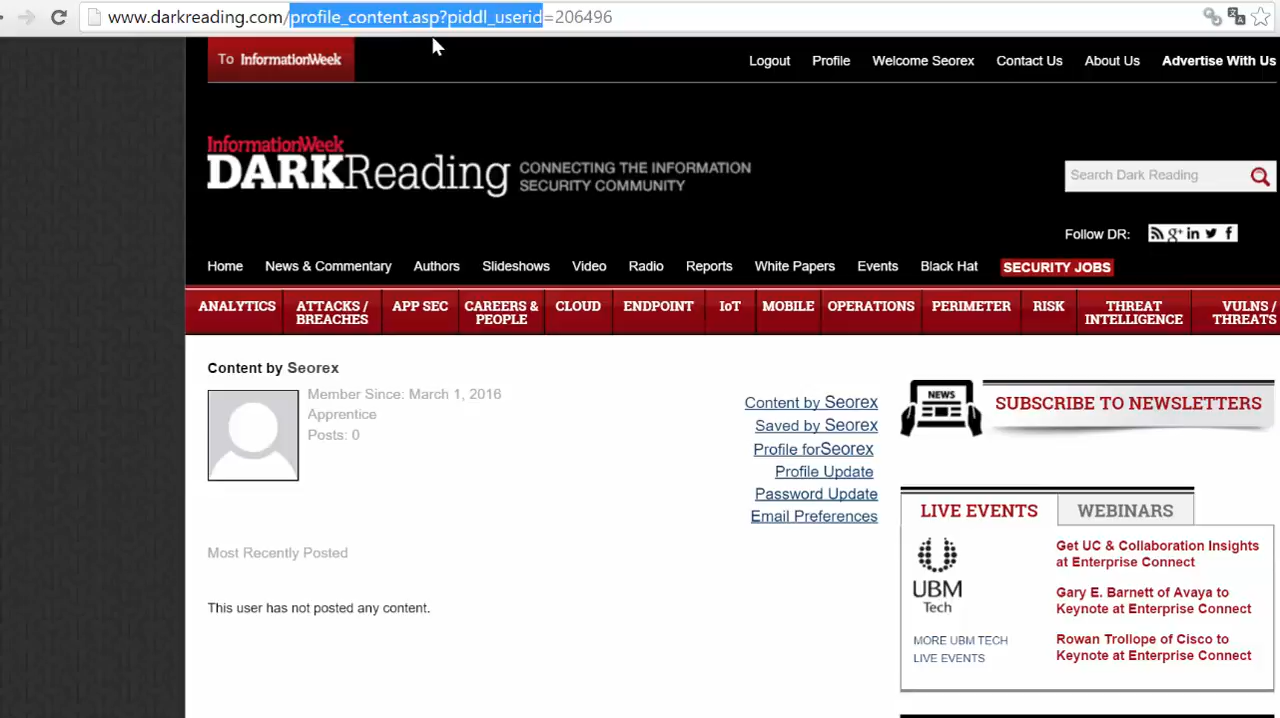 www.darkreading.com/profile_content.asp?piddl_userid=206496
To InformationWeek
Logout Profile Welcome Seorex Contact Us About Us Advertise With Us
InformationWeek
DARKReading
CONNECTING THE INFORMATION
SECURITY COMMUNITY
Search Dark Reading
Follow DR:
Home News & Commentary Authors Slideshows Video Radio Reports White Papers Events Black Hat SECURITY JOBS
ANALYTICS ATTACKS / BREACHES APP SEC CAREERS & PEOPLE CLOUD ENDPOINT IoT MOBILE OPERATIONS PERIMETER RISK THREAT INTELLIGENCE VULNS / THREATS
Content by Seorex
Member Since: March 1, 2016
Apprentice
Posts: 0
Content by Seorex
Saved by Seorex
Profile forSeorex
Profile Update
Password Update
Email Preferences
Most Recently Posted
This user has not posted any content.
NEWS
SUBSCRIBE TO NEWSLETTERS
LIVE EVENTS WEBINARS
UBM
Tech
MORE UBM TECH
LIVE EVENTS
Get UC & Collaboration Insights
at Enterprise Connect
Gary E. Barnett of Avaya to
Keynote at Enterprise Connect
Rowan Trollope of Cisco to
Keynote at Enterprise Connect